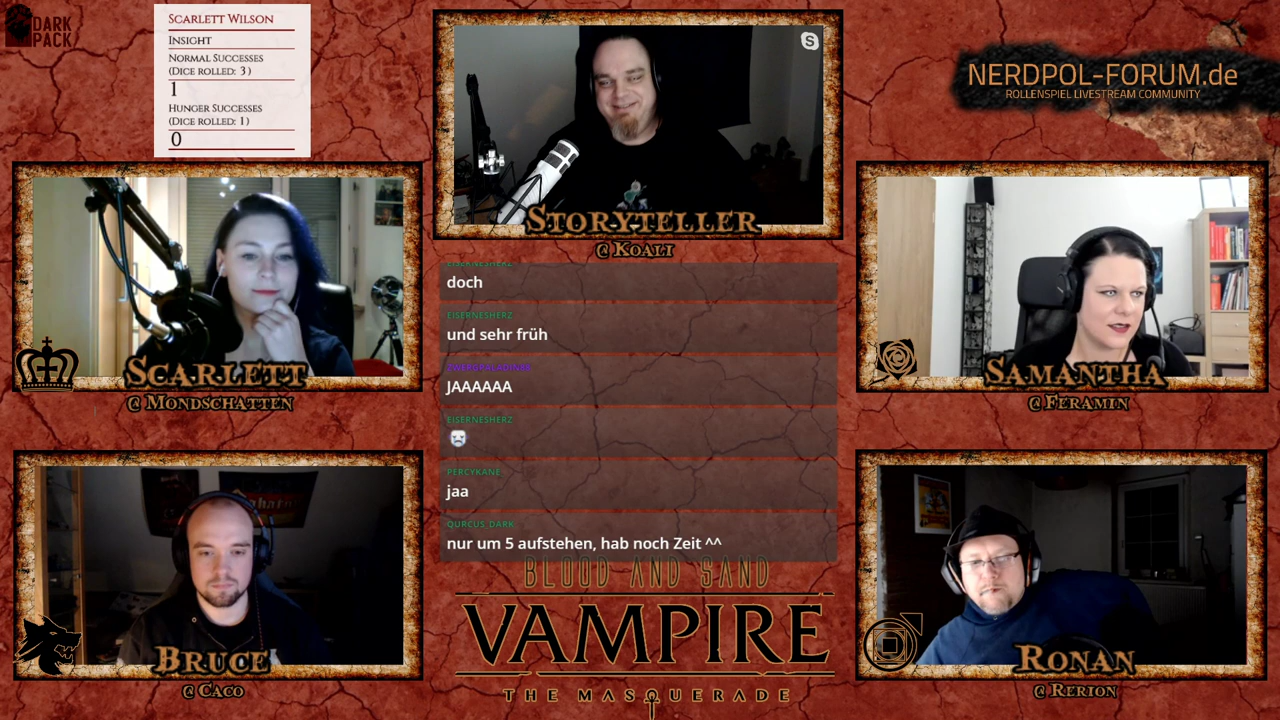 DARK
PACK
Scarlett Wilson
Insight
Normal Successes
(Dice rolled: 3)
1
Hunger Successes
(Dice rolled: 1)
0
NERDPOL-FORUM.de
ROLLENSPIEL LIVESTREAM COMMUNITY
Storyteller
@ Koali
Scarlett
@ Mondschatten
Samantha
@ Feramin
EISERNESHERZ
doch
EISERNESHERZ
und sehr früh
JAAAAAA
EISERNESHERZ
PERCYKANE
jaa
QURCUS_DARK
nur um 5 aufstehen, hab noch Zeit ^^
Bruce
@ Caco
Ronan
@ Rerion
BLOOD AND SAND
VAMPIRE
THE MASQUERADE